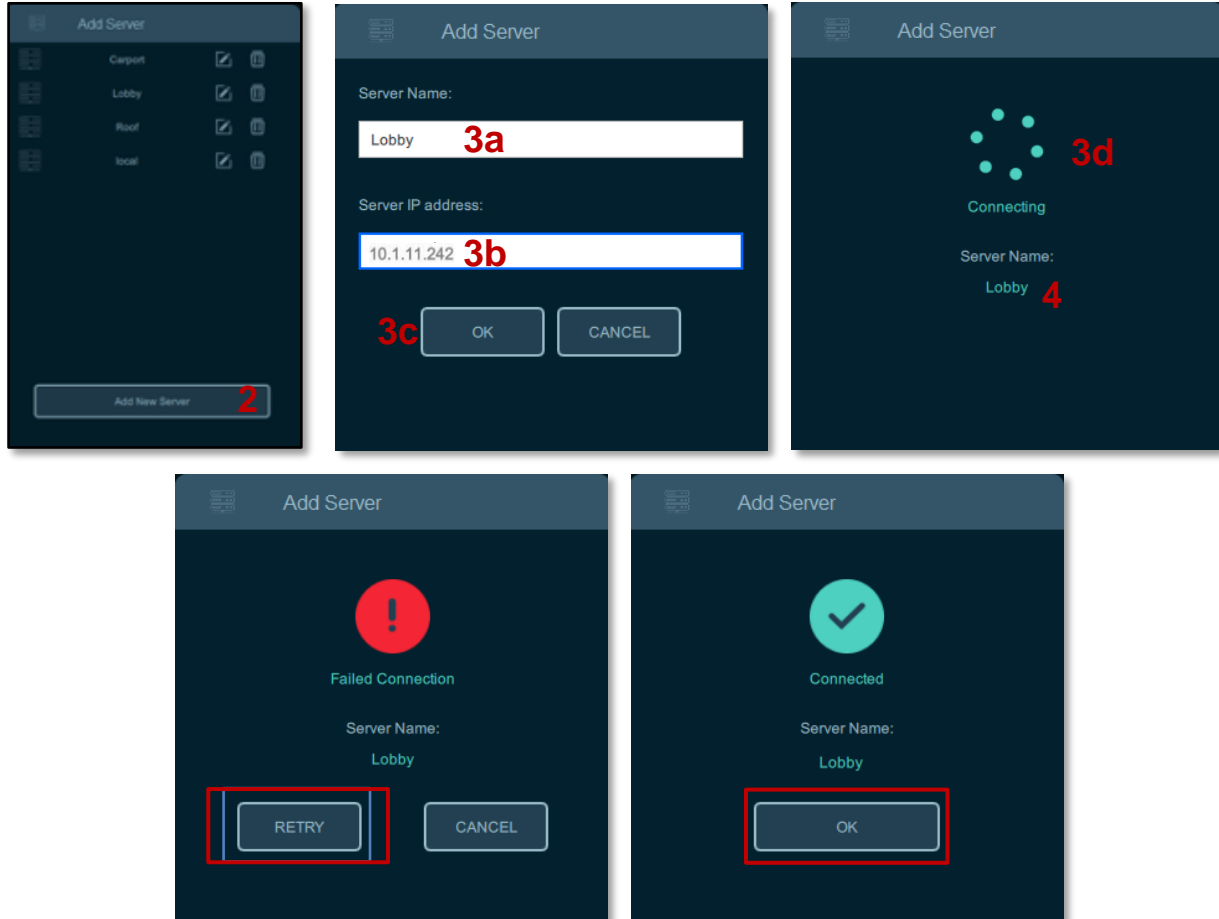 Add Server
Carport
Lobby
Roof
local
Add New Server
2
Add Server
Server Name:
Lobby 3a
Server IP address:
10.1.11.242 3b
3c OK CANCEL
Add Server
3d
Connecting
Server Name:
Lobby 4
Add Server
Failed Connection
Server Name:
Lobby
RETRY CANCEL
Add Server
Connected
Server Name:
Lobby
OK